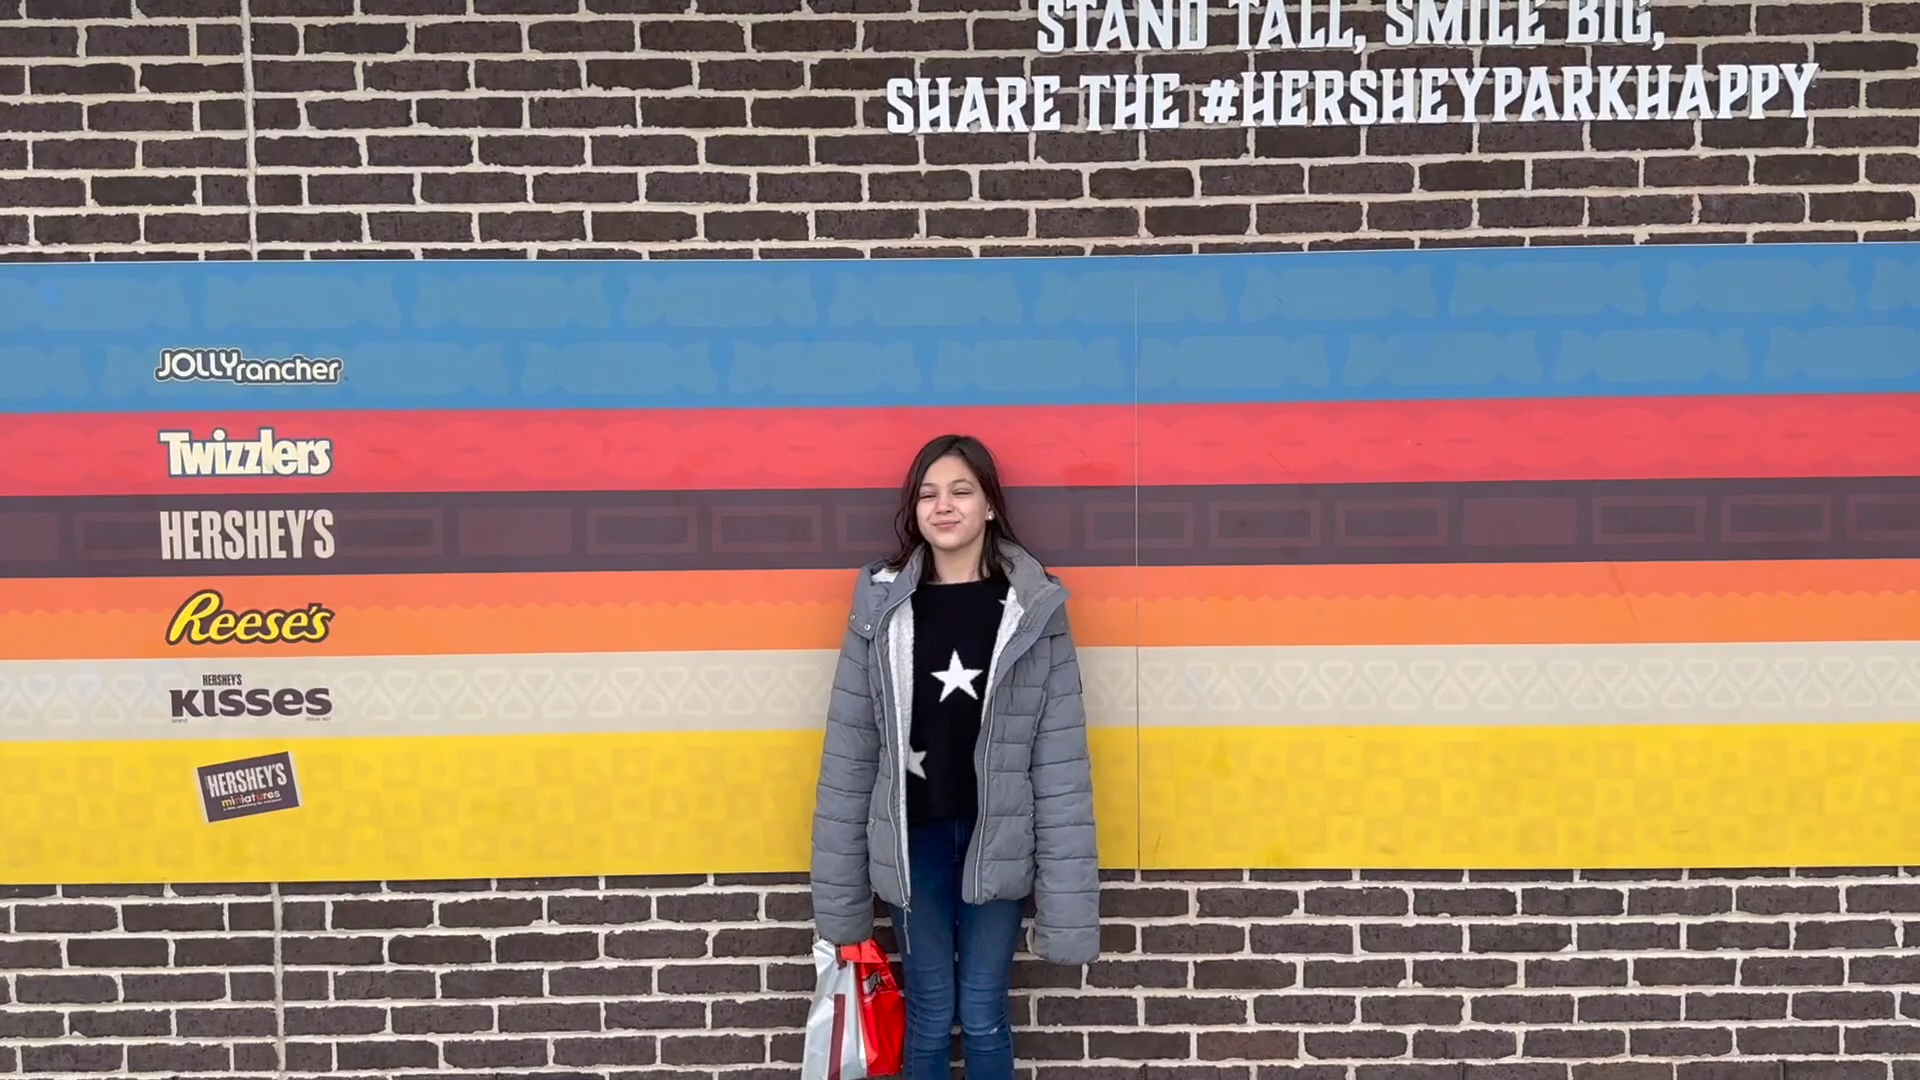 STAND TALL, SMILE BIG,
SHARE THE #HERSHEYPARKHAPPY
JOLLY rancher
Twizzlers
HERSHEY'S
Reese's
HERSHEY'S
KISSES
HERSHEY'S
miniatures